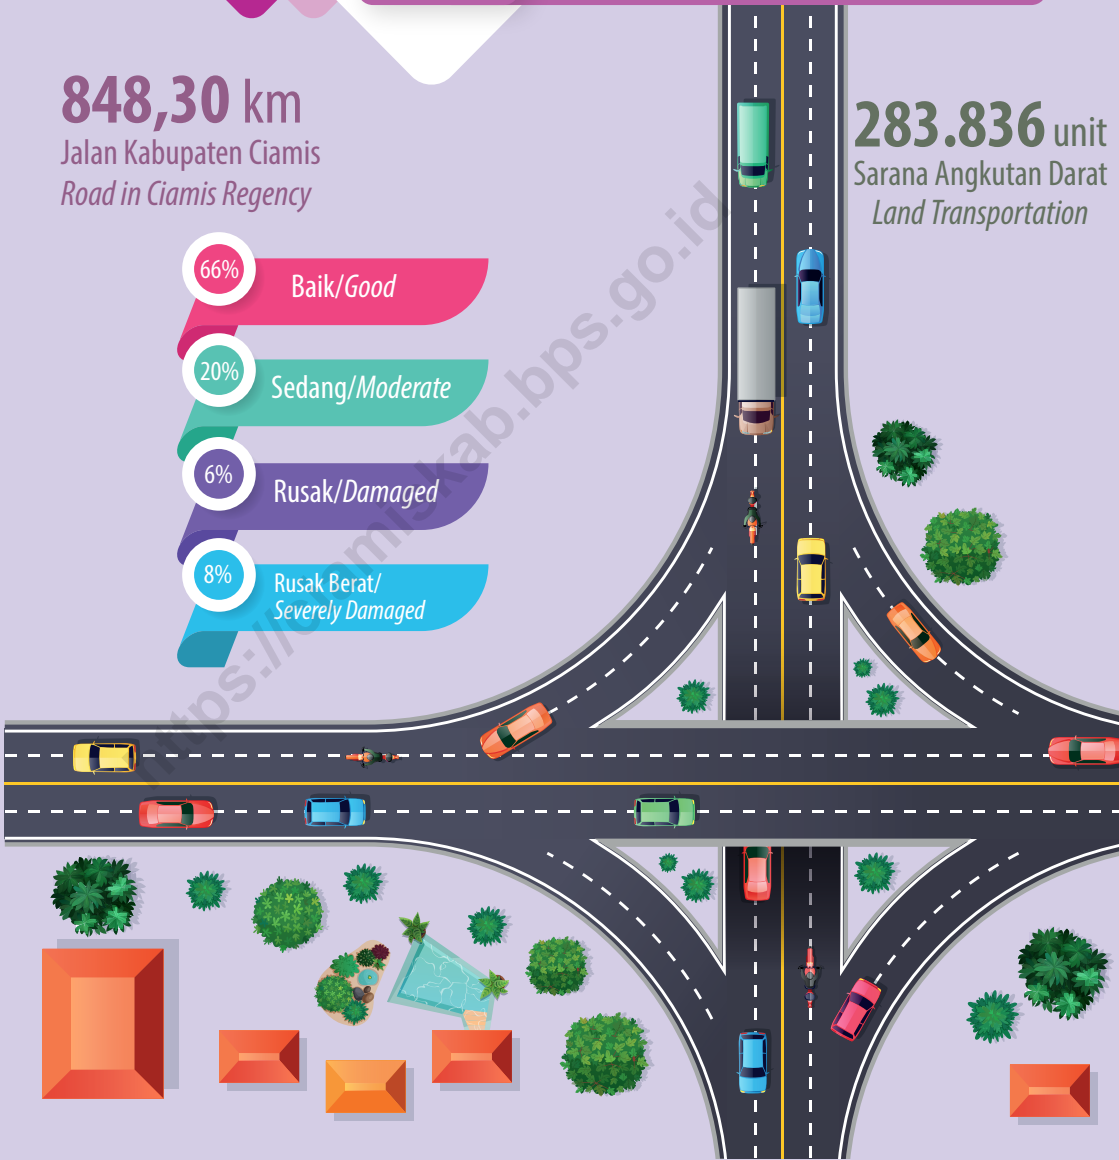 848,30 km
Jalan Kabupaten Ciamis
Road in Ciamis Regency
283.836 unit
Sarana Angkutan Darat
Land Transportation
66%
Baik/Good
20%
Sedang/Moderate
6%
Rusak/Damaged
8%
Rusak Berat/
Severely Damaged
https://ciamiskab.bps.go.id